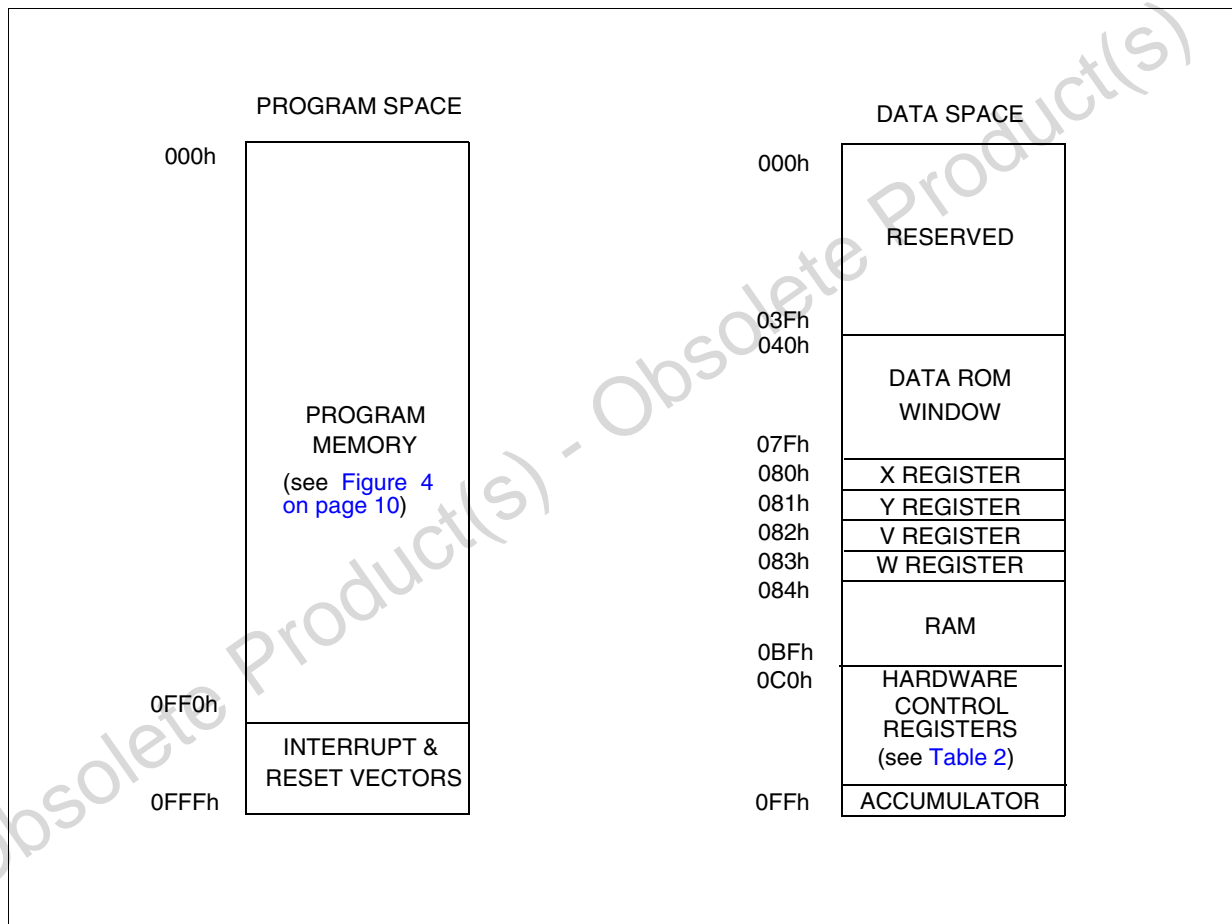 PROGRAM SPACE
000h
PROGRAM
MEMORY
(see Figure 4
on page 10)
0FF0h
INTERRUPT &
RESET VECTORS
0FFFh
DATA SPACE
000h
RESERVED
03Fh
040h
DATA ROM
WINDOW
07Fh
080h
X REGISTER
081h
Y REGISTER
082h
V REGISTER
083h
W REGISTER
084h
RAM
0BFh
0C0h
HARDWARE
CONTROL
REGISTERS
(see Table 2)
0FFh
ACCUMULATOR
Obsolete Product(s) - Obsolete Product(s)